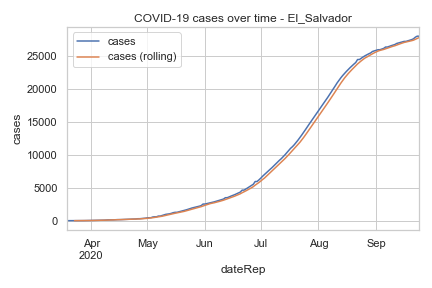 COVID-19 cases over time - El_Salvador
cases
cases (rolling)
25000
20000
15000
10000
5000
0
cases
Apr May Jun Jul Aug Sep
2020
dateRep